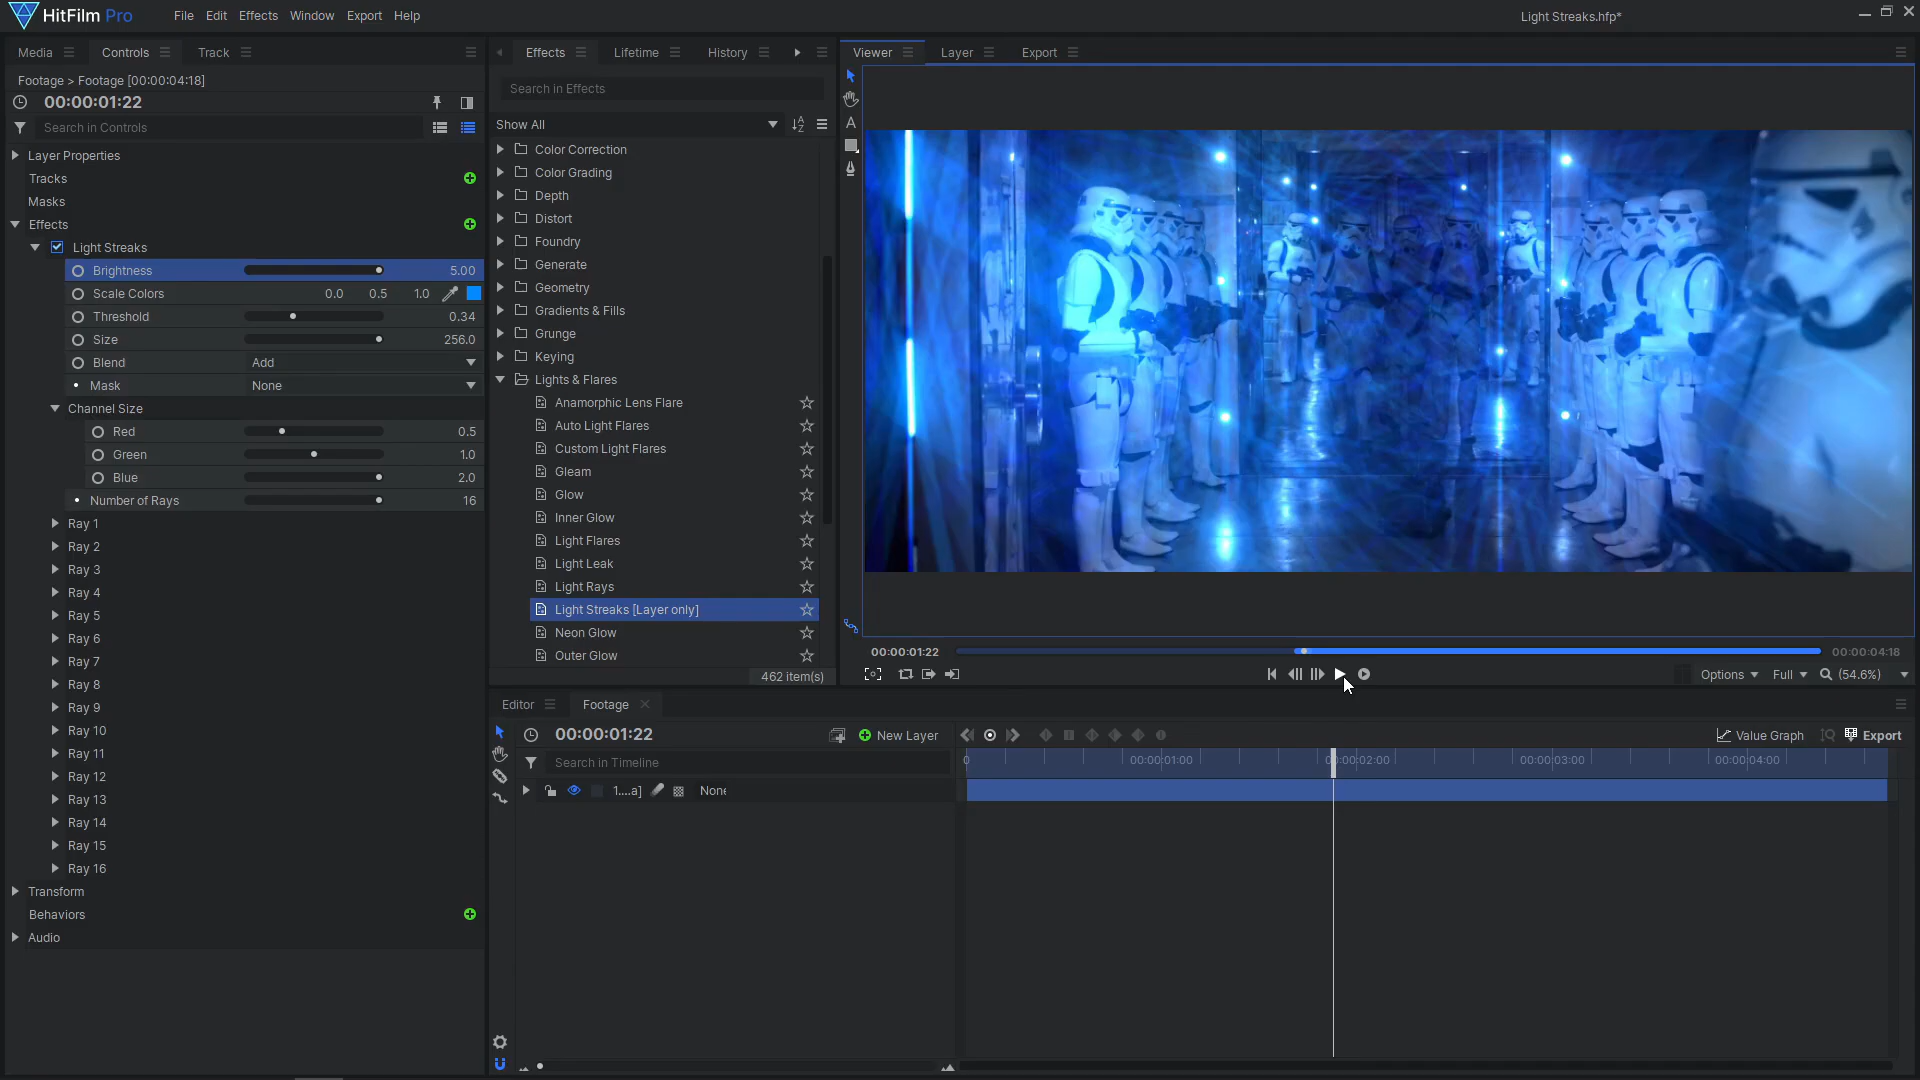 HitFilm Pro
File Edit Effects Window Export Help
Light Streaks.hfp*
Media Controls Track
Footage > Footage [00:00:04:18]
00:00:01:22
Search in Controls
Layer Properties
Tracks
Masks
Effects
Light Streaks
Brightness 5.00
Scale Colors 0.0 0.5 1.0
Threshold 0.34
Size 256.0
Blend Add
Mask None
Channel Size
Red 0.5
Green 1.0
Blue 2.0
Number of Rays 16
Ray 1
Ray 2
Ray 3
Ray 4
Ray 5
Ray 6
Ray 7
Ray 8
Ray 9
Ray 10
Ray 11
Ray 12
Ray 13
Ray 14
Ray 15
Ray 16
Transform
Behaviors
Audio
Effects Lifetime History
Search in Effects
Show All
Color Correction
Color Grading
Depth
Distort
Foundry
Generate
Geometry
Gradients & Fills
Grunge
Keying
Lights & Flares
Anamorphic Lens Flare
Auto Light Flares
Custom Light Flares
Gleam
Glow
Inner Glow
Light Flares
Light Leak
Light Rays
Light Streaks [Layer only]
Neon Glow
Outer Glow
462 item(s)
Viewer Layer Export
A
00:00:01:22 00:00:04:18
Options Full (54.6%)
Editor Footage
00:00:01:22 New Layer Value Graph Export
Search in Timeline
0 00:00:01:00 00:00:02:00 00:00:03:00 00:00:04:00
1....a] None